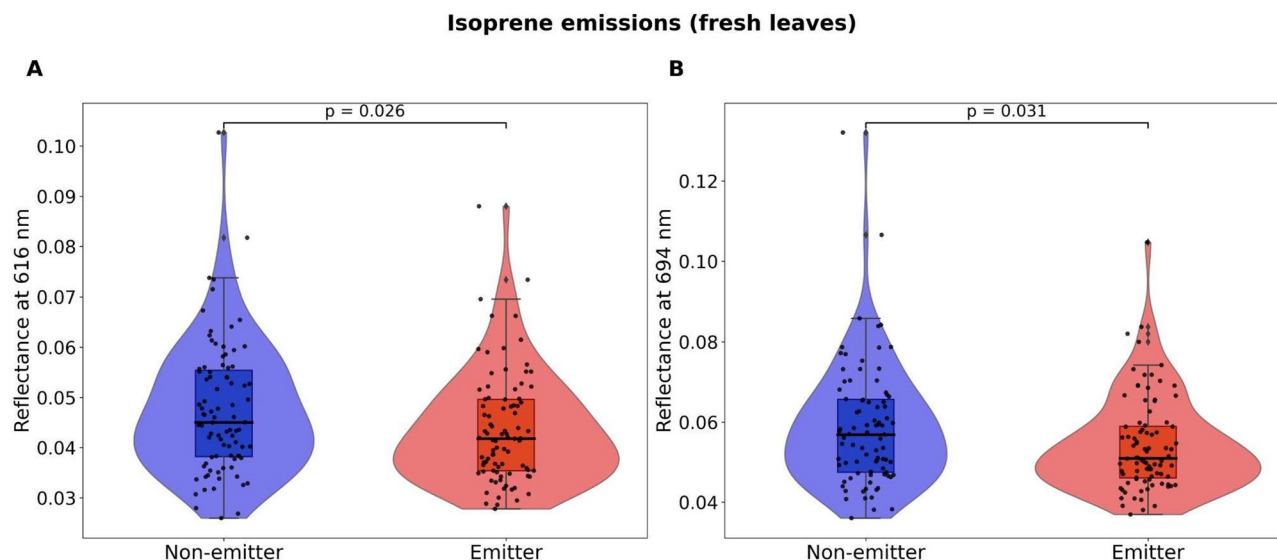 Isoprene emissions (fresh leaves)
A
p = 0.026
Reflectance at 616 nm
0.10
0.09
0.08
0.07
0.06
0.05
0.04
0.03
Non-emitter
Emitter
B
p = 0.031
Reflectance at 694 nm
0.12
0.10
0.08
0.06
0.04
Non-emitter
Emitter